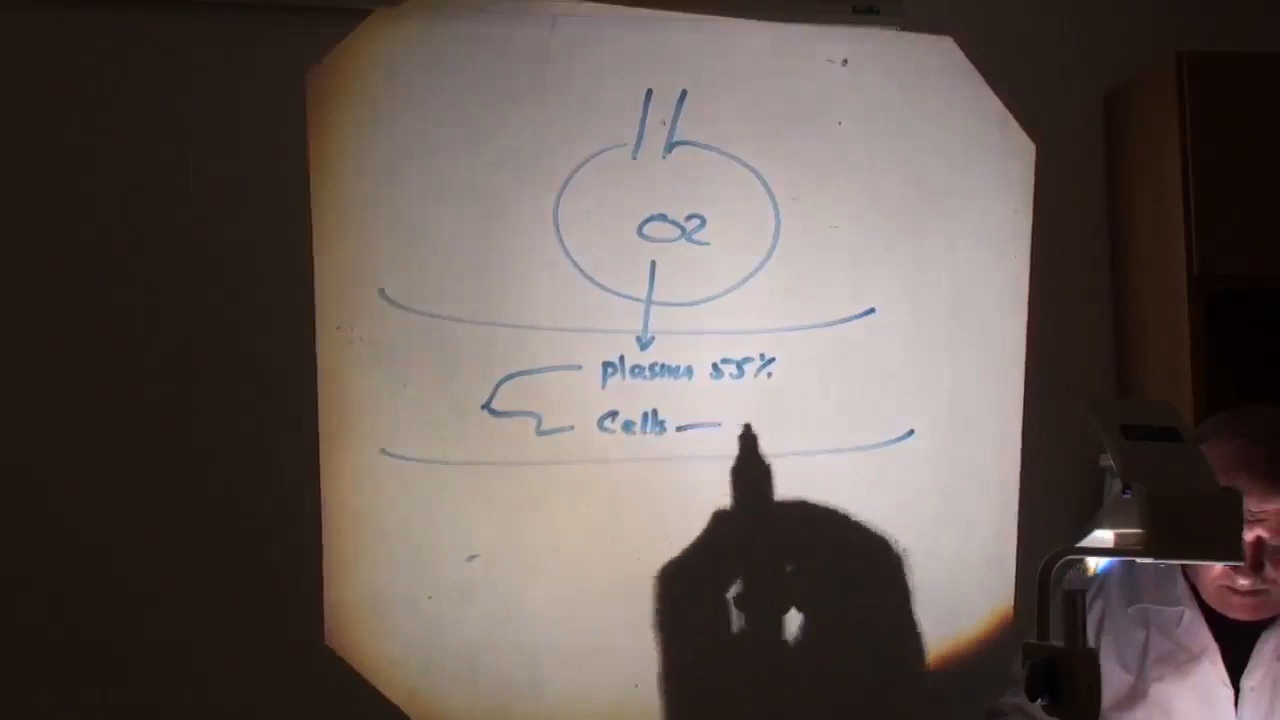 O2
plasma 55%
Cells —